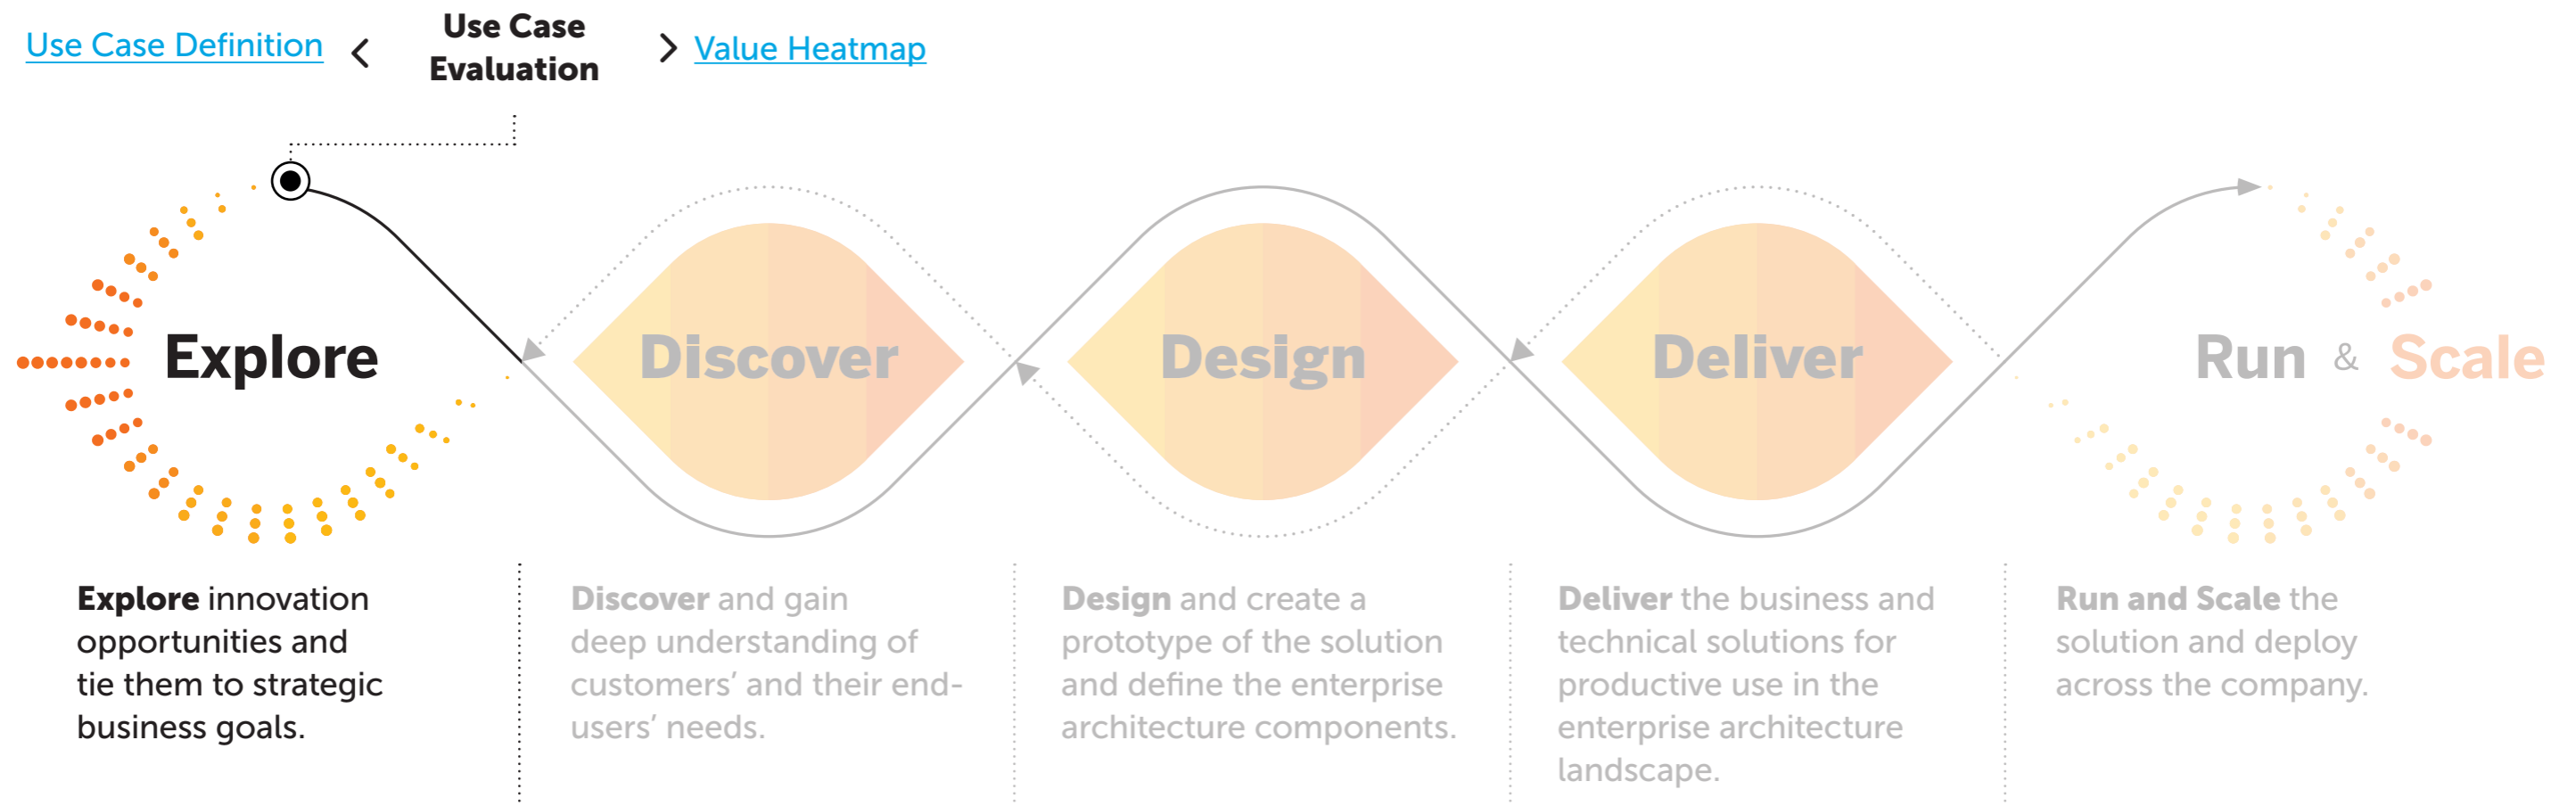 Use Case Definition < Use Case Evaluation > Value Heatmap
Explore
Discover
Design
Deliver
Run & Scale
Explore innovation
opportunities and
tie them to strategic
business goals.
Discover and gain
deep understanding of
customers’ and their end-
users’ needs.
Design and create a
prototype of the solution
and define the enterprise
architecture components.
Deliver the business and
technical solutions for
productive use in the
enterprise architecture
landscape.
Run and Scale the
solution and deploy
across the company.